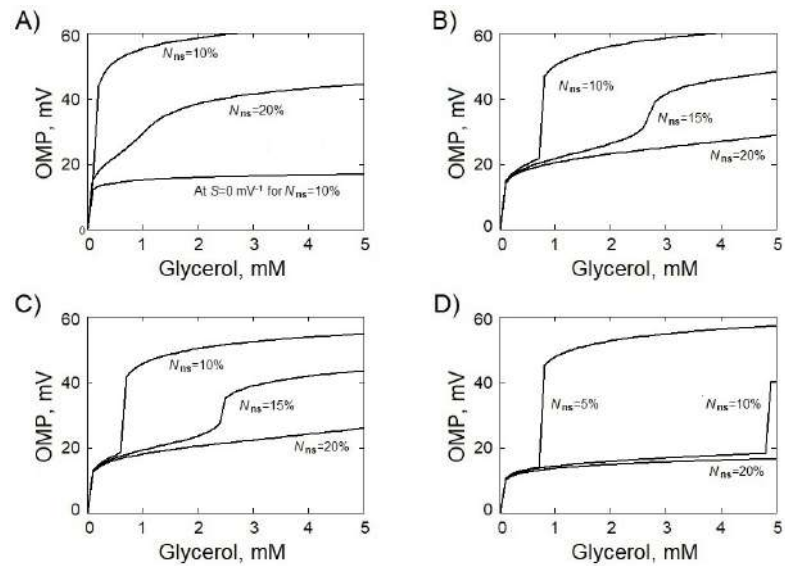 A)
60
40
20
0
OMP, mV
Nns=10%
Nns=20%
At S=0 mV-1 for Nns=10%
0 1 2 3 4 5
Glycerol, mM
B)
60
40
20
0
OMP, mV
Nns=10%
Nns=15%
Nns=20%
0 1 2 3 4 5
Glycerol, mM
C)
60
40
20
0
OMP, mV
Nns=10%
Nns=15%
Nns=20%
0 1 2 3 4 5
Glycerol, mM
D)
60
40
20
0
OMP, mV
Nns=5%
Nns=10%
Nns=20%
0 1 2 3 4 5
Glycerol, mM